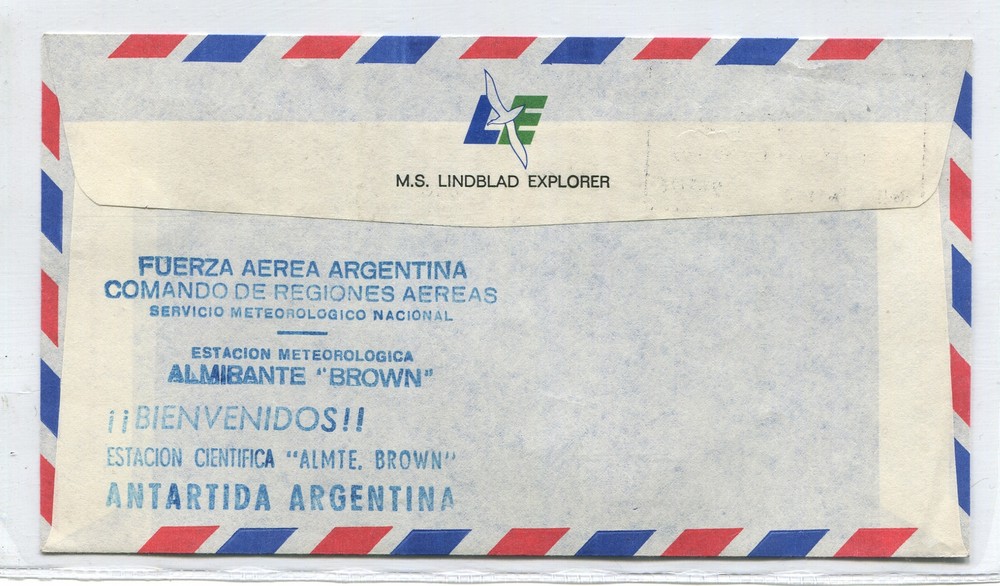 LE
M.S. LINDBLAD EXPLORER
FUERZA AEREA ARGENTINA
COMANDO DE REGIONES AEREAS
SERVICIO METEOROLOGICO NACIONAL
ESTACION METEOROLOGICA
ALMIRANTE "BROWN"
¡¡BIENVENIDOS!!
ESTACION CIENTIFICA "ALMTE. BROWN"
ANTARTIDA ARGENTINA